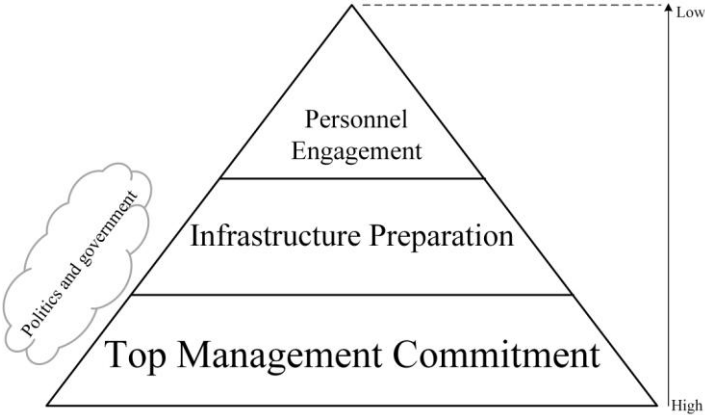 Low
Personnel
Engagement
Politics and government
Infrastructure Preparation
Top Management Commitment
High